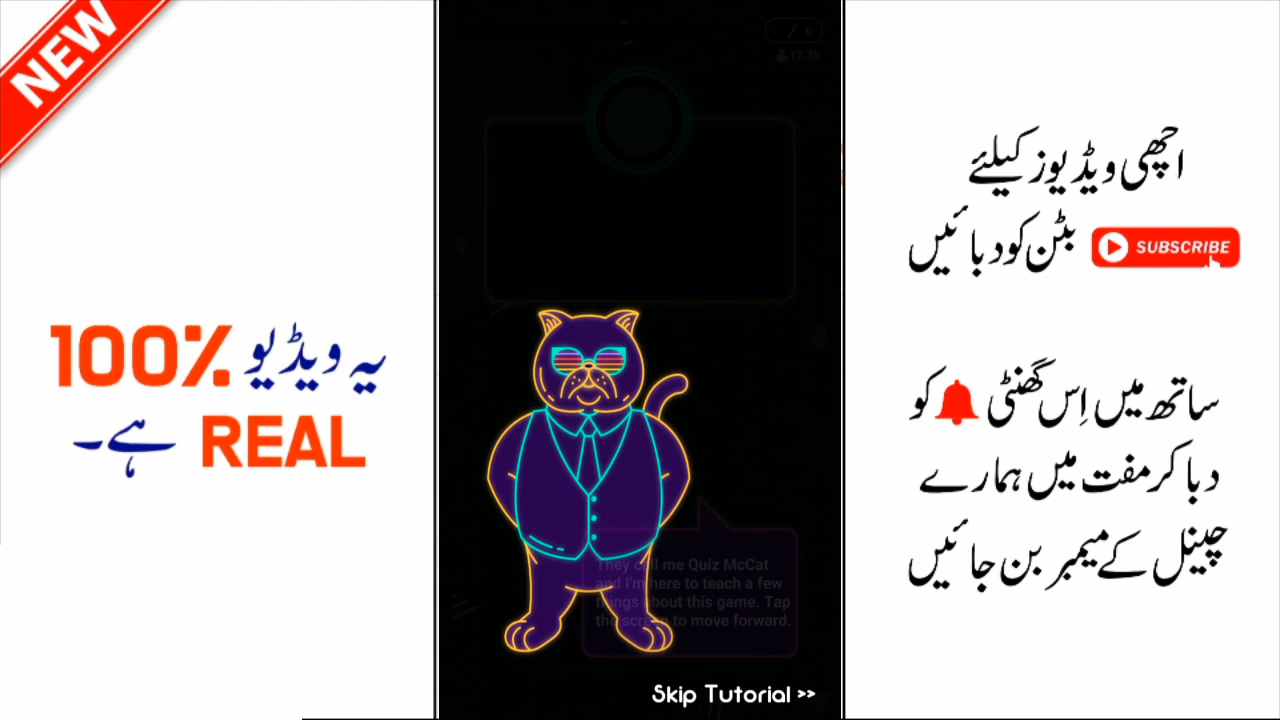 NEW
یہ ویڈیو 100%
REAL ہے۔
/ 6
They call me Quiz McCat
and I'm here to teach a few
things about this game. Tap
the screen to move forward.
Skip Tutorial >>
اچھی ویڈیوز کیلئے
SUBSCRIBE بٹن کو دبائیں
ساتھ میں اِس گھنٹی کو
دبا کر مفت میں ہمارے
چینل کے میمبر بن جائیں